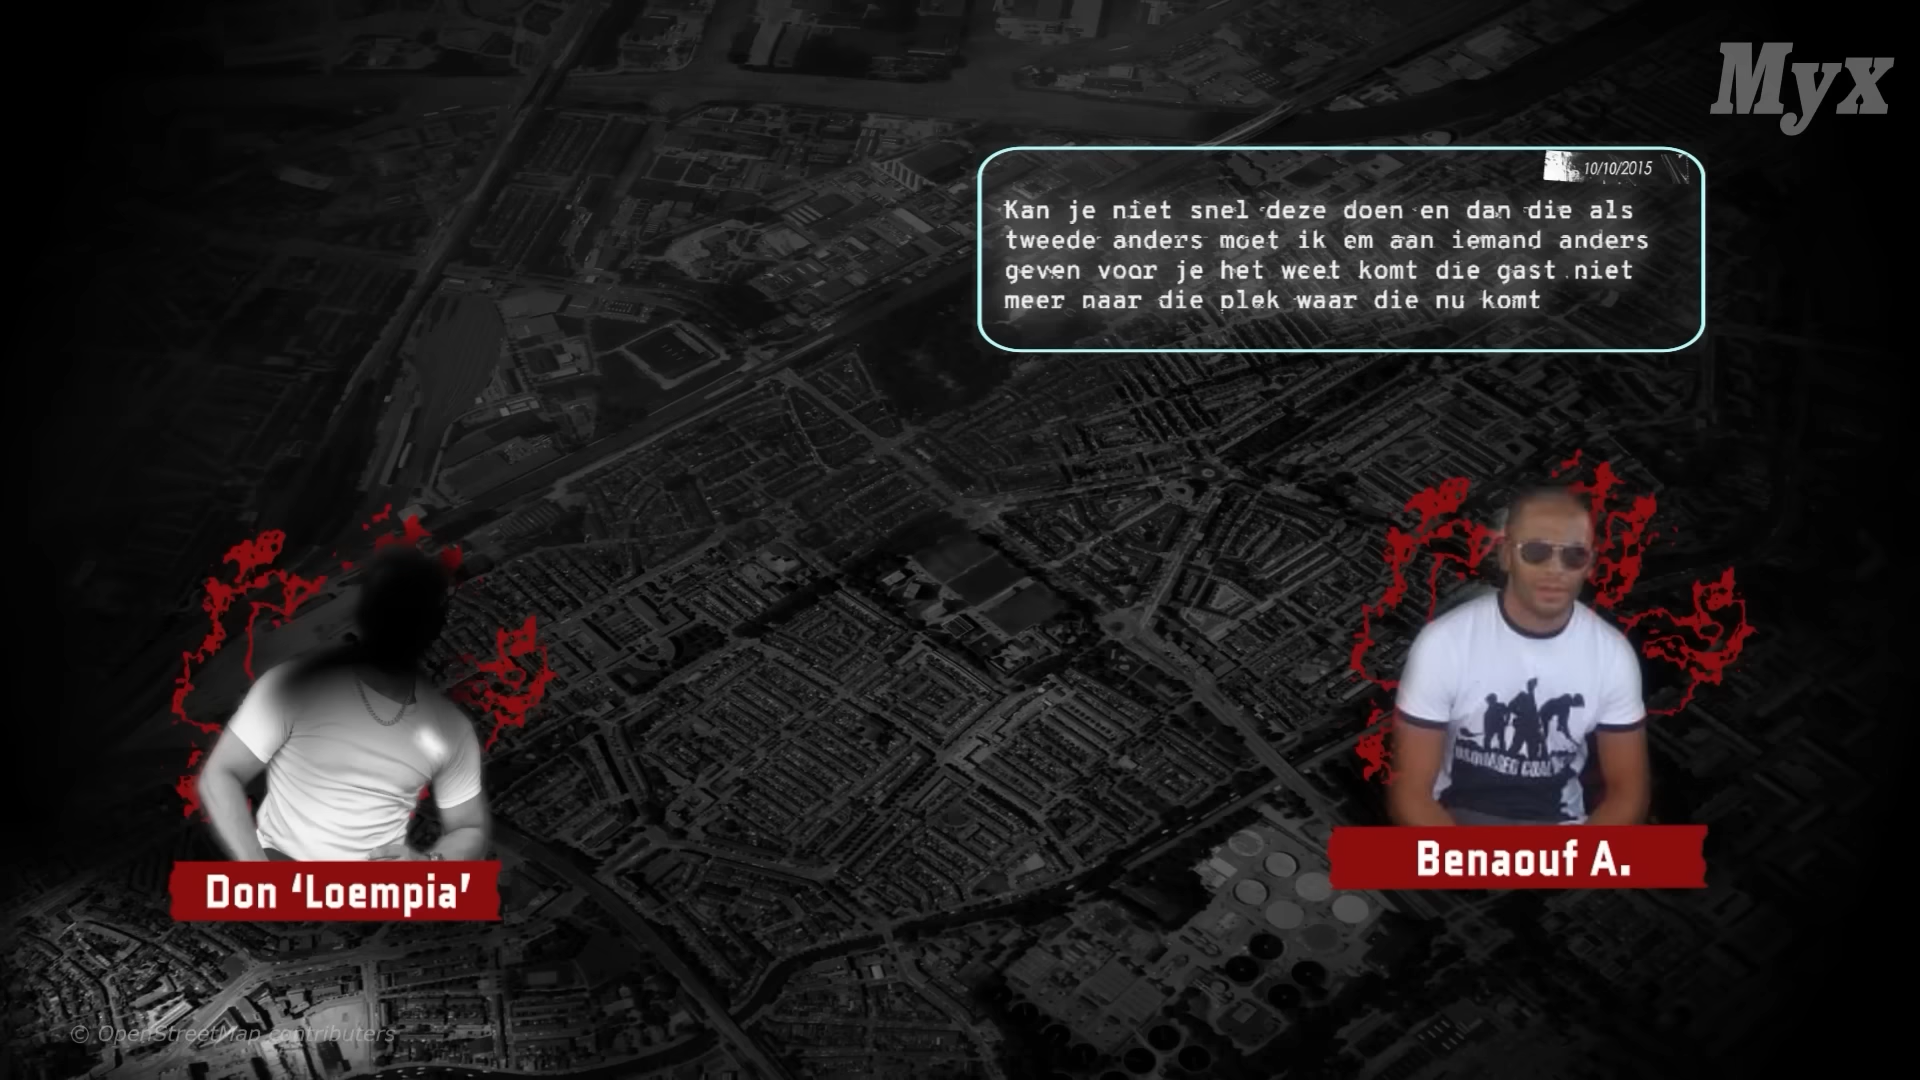 Myx
10/10/2015
Kan je niet snel deze doen en dan die als
tweede anders moet ik em aan iemand anders
geven voor je het weet komt die gast niet
meer naar die plek waar die nu komt
Don ‘Loempia’
Benaouf A.
© OpenStreetMap contributers